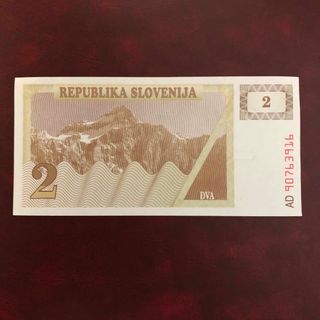 REPUBLIKA SLOVENIJA
2
2
DVA
AD 90763916